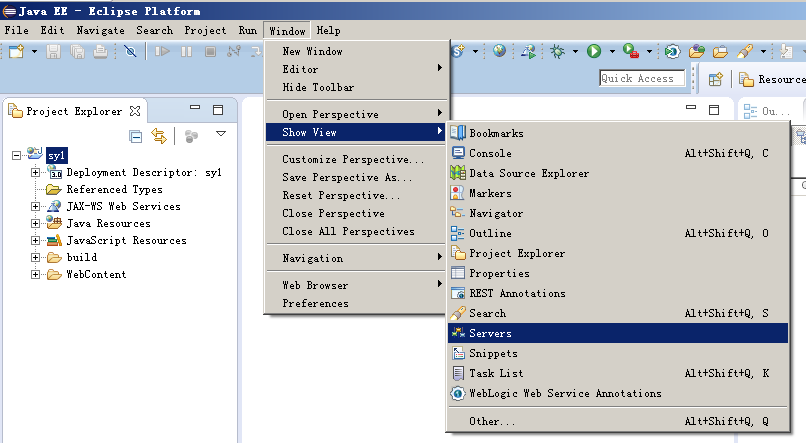 Java EE - Eclipse Platform
File Edit Navigate Search Project Run Window Help
Quick Access
Resource
Project Explorer
Ou...
sy1
Deployment Descriptor: sy1
Referenced Types
JAX-WS Web Services
Java Resources
JavaScript Resources
build
WebContent
New Window
Editor
Hide Toolbar
Open Perspective
Show View
Customize Perspective...
Save Perspective As...
Reset Perspective...
Close Perspective
Close All Perspectives
Navigation
Web Browser
Preferences
Bookmarks
Console Alt+Shift+Q, C
Data Source Explorer
Markers
Navigator
Outline Alt+Shift+Q, O
Project Explorer
Properties
REST Annotations
Search Alt+Shift+Q, S
Servers
Snippets
Task List Alt+Shift+Q, K
WebLogic Web Service Annotations
Other... Alt+Shift+Q, Q